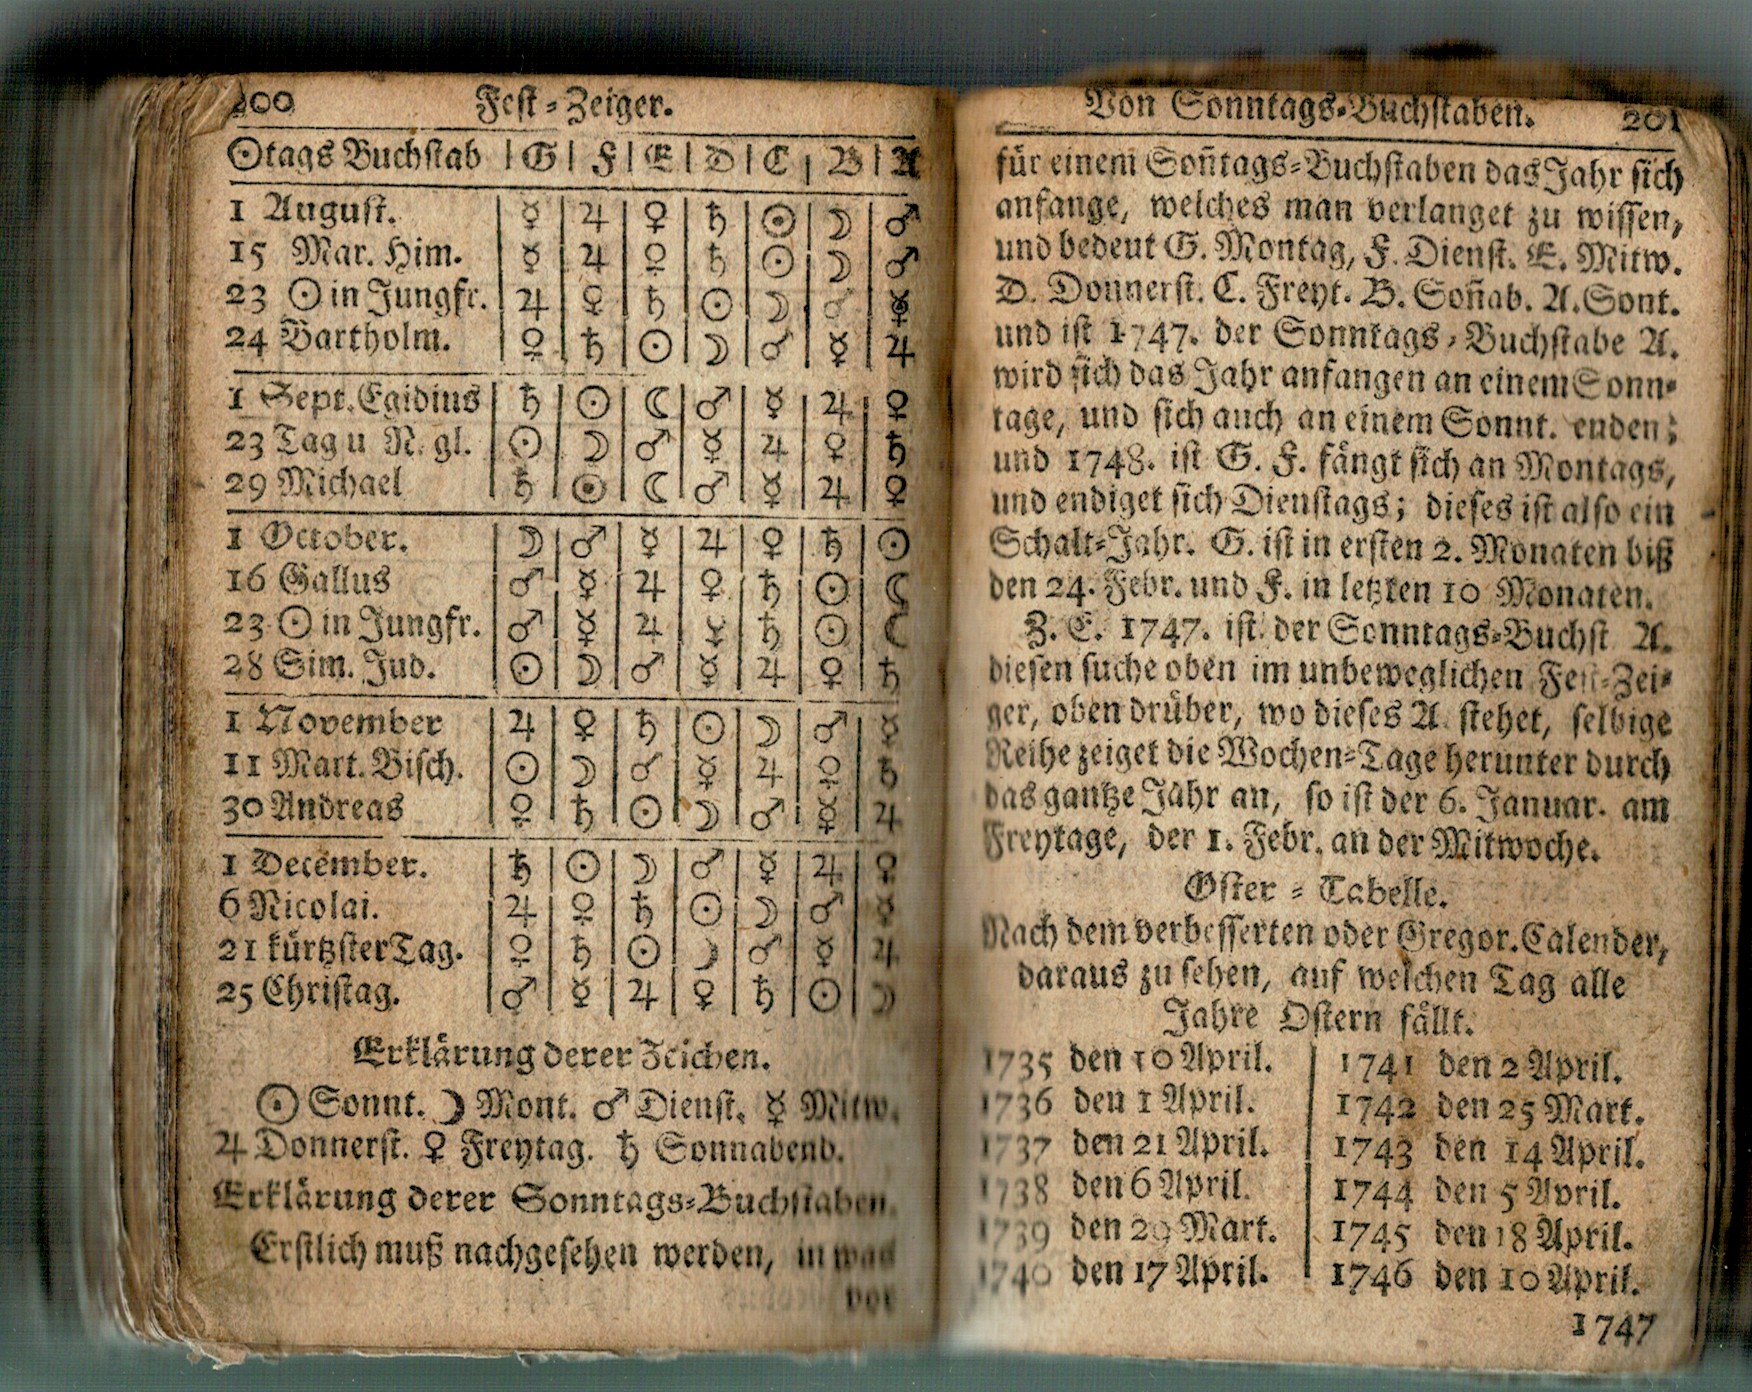 200 Fest-Zeiger.
☉tags Buchstab | G | F | E | D | C | B | A
1 August. | ☿ | ♃ | ♀ | ♄ | ☉ | ☽ | ♂
15 Mar. Him. | ☿ | ♃ | ♀ | ♄ | ☉ | ☽ | ♂
23 ☉ in Jungfr. | ♃ | ♀ | ♄ | ☉ | ☽ | ♂ | ☿
24 Bartholm. | ♀ | ♄ | ☉ | ☽ | ♂ | ☿ | ♃
1 Sept. Egidius | ♄ | ☉ | ☾ | ♂ | ☿ | ♃ | ♀
23 Tag u N. gl. | ☉ | ☽ | ♂ | ☿ | ♃ | ♀ | ♄
29 Michael | ♄ | ☉ | ☾ | ♂ | ☿ | ♃ | ♀
1 October. | ☽ | ♂ | ☿ | ♃ | ♀ | ♄ | ☉
16 Gallus | ♂ | ☿ | ♃ | ♀ | ♄ | ☉ | ☾
23 ☉ in Jungfr. | ♂ | ☿ | ♃ | ♀ | ♄ | ☉ | ☾
28 Sim. Jud. | ☉ | ☽ | ♂ | ☿ | ♃ | ♀ | ♄
1 November | ♃ | ♀ | ♄ | ☉ | ☽ | ♂ | ☿
11 Mart. Bisch. | ☉ | ☽ | ♂ | ☿ | ♃ | ♀ | ♄
30 Andreas | ♀ | ♄ | ☉ | ☽ | ♂ | ☿ | ♃
1 December. | ♄ | ☉ | ☽ | ♂ | ☿ | ♃ | ♀
6 Nicolai. | ♃ | ♀ | ♄ | ☉ | ☽ | ♂ | ☿
21 kürtzster Tag. | ♀ | ♄ | ☉ | ☽ | ♂ | ☿ | ♃
25 Christag. | ♂ | ☿ | ♃ | ♀ | ♄ | ☉ | ☽
Erklärung derer Zeichen.
☉ Sonnt. ☽ Mont. ♂ Dienst. ☿ Mitw.
♃ Donnerst. ♀ Freytag. ♄ Sonnabend.
Erklärung derer Sonntags-Buchstaben.
Erstlich muß nachgesehen werden, in was
vor
Von Sonntags-Buchstaben. 201
für einem Soñtags-Buchstaben das Jahr sich
anfange, welches man verlanget zu wissen,
und bedeut G. Montag, F. Dienst. E. Mitw.
D. Donnerst. C. Freyt. B. Soñab. A. Sont.
und ist 1747. der Sonntags-Buchstabe A.
wird sich das Jahr anfangen an einem Sonn-
tage, und sich auch an einem Sonnt. enden;
und 1748. ist G. F. fängt sich an Montags,
und endiget sich Dienstags; dieses ist also ein
Schalt-Jahr. G. ist in ersten 2. Monaten biß
den 24. Febr. und F. in letzten 10 Monaten.
Z. E. 1747. ist der Sonntags-Buchst A.
diesen suche oben im unbeweglichen Fest-Zei-
ger, oben drüber, wo dieses A. stehet, selbige
Reihe zeiget die Wochen-Tage herunter durch
das gantze Jahr an, so ist der 6. Januar. am
Freytage, der 1. Febr. an der Mitwoche.
Oster-Tabelle.
Nach dem verbesserten oder Gregor. Calender,
daraus zu sehen, auf welchen Tag alle
Jahre Ostern fällt.
1735 den 10 April. | 1741 den 2 April.
1736 den 1 April. | 1742 den 25 Mart.
1737 den 21 April. | 1743 den 14 April.
1738 den 6 April. | 1744 den 5 April.
1739 den 29 Mart. | 1745 den 18 April.
1740 den 17 April. | 1746 den 10 April.
1747